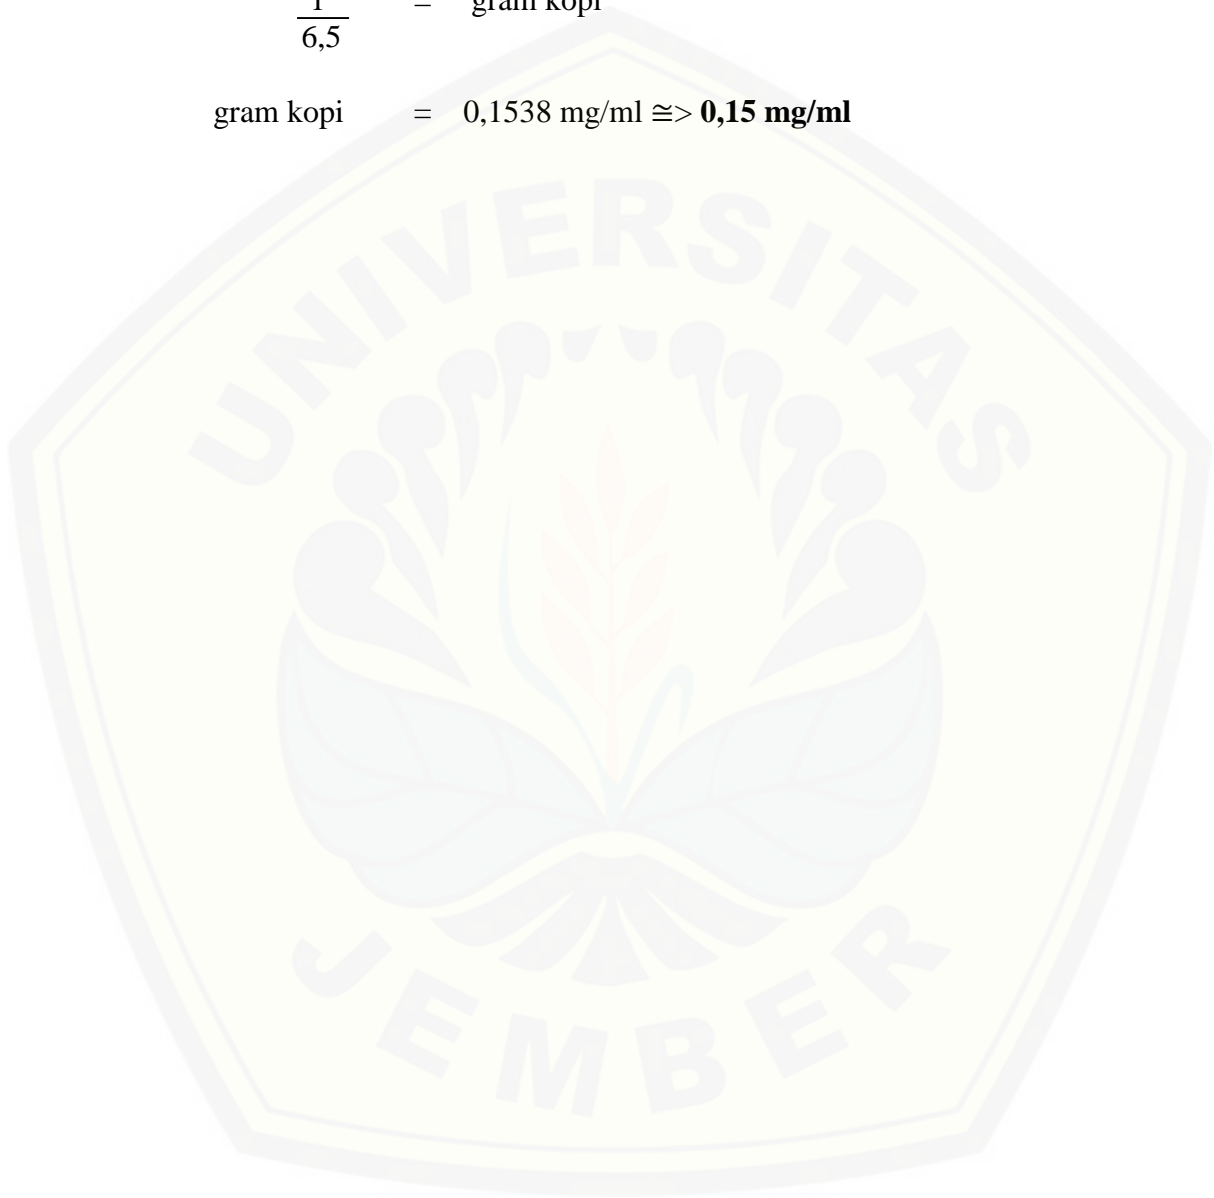 1 = gram kopi
6,5
gram kopi = 0,1538 mg/ml ≅> 0,15 mg/ml
UNIVERSITAS
JEMBER